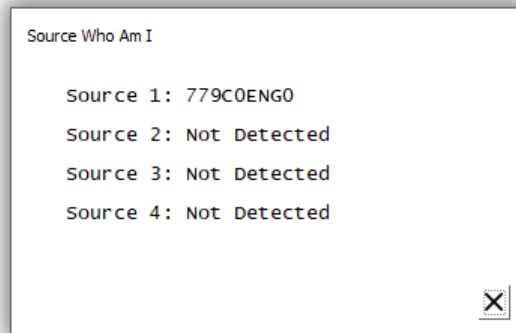 Source Who Am I
Source 1: 779C0ENG0
Source 2: Not Detected
Source 3: Not Detected
Source 4: Not Detected